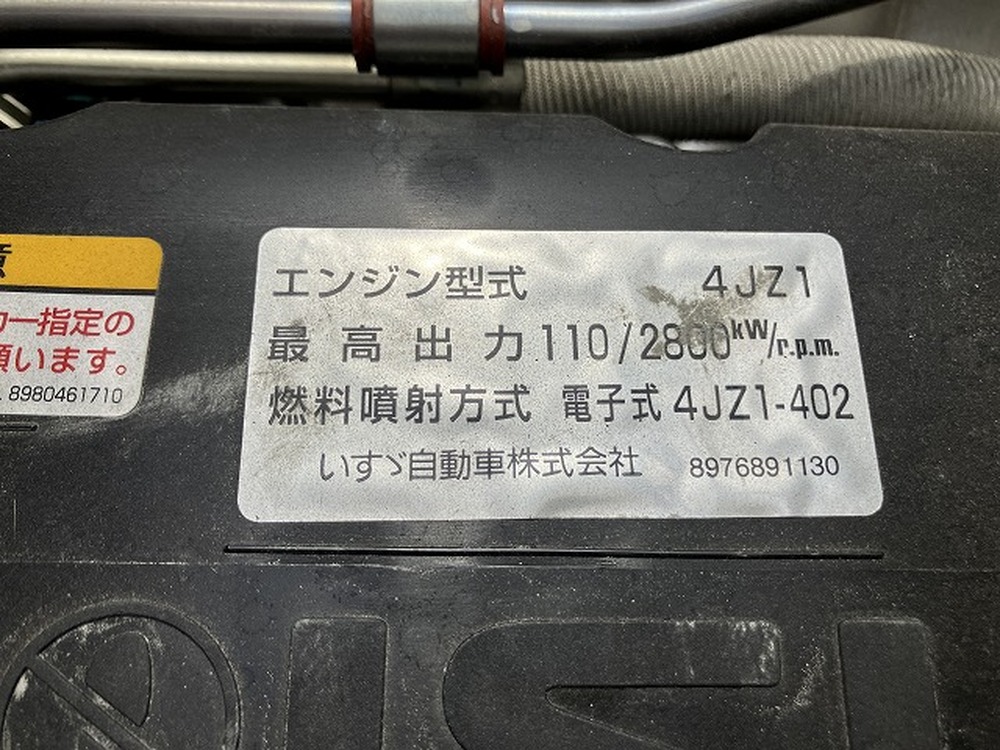 意
カー指定の
願います。
8980461710
エンジン型式 4JZ1
最高出力 110/2800kW/r.p.m.
燃料噴射方式 電子式 4JZ1-402
いすゞ自動車株式会社 8976891130